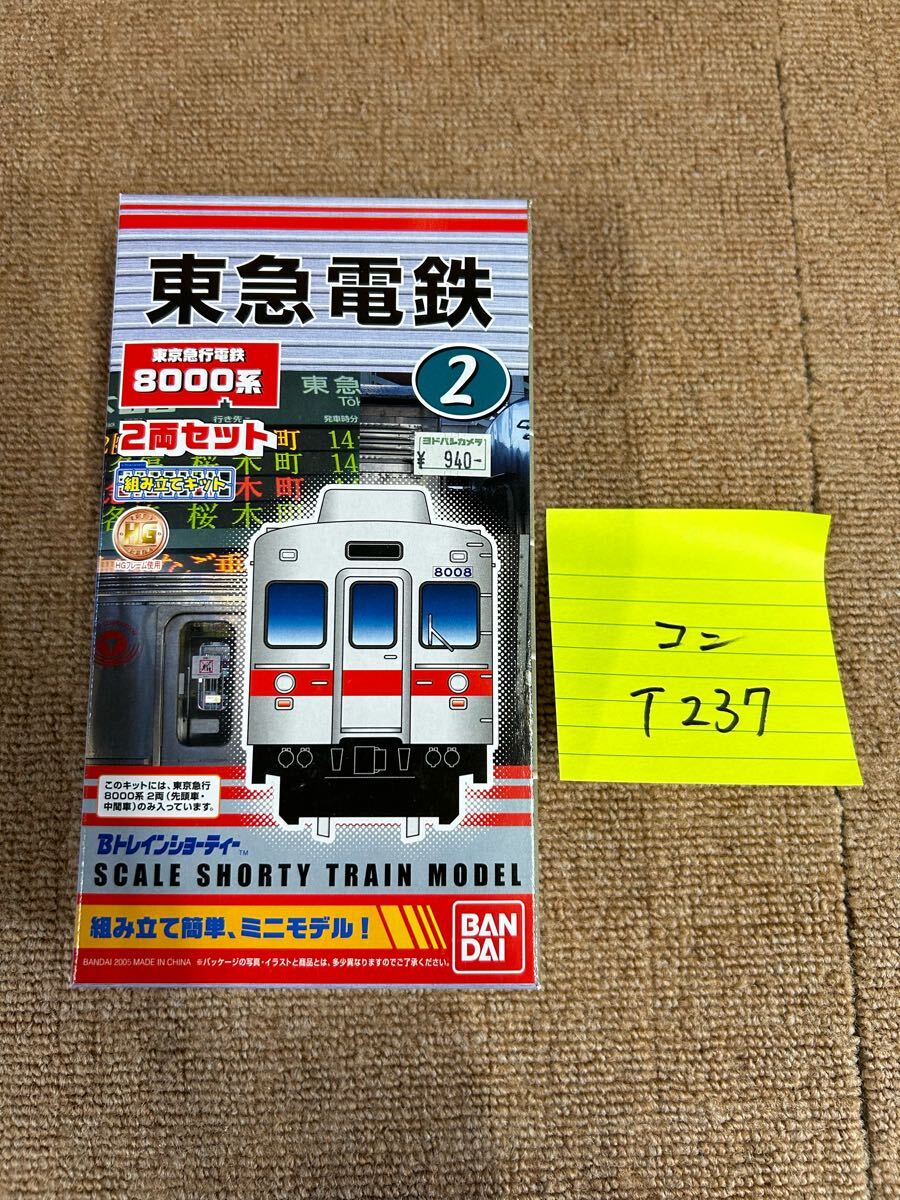 東急電鉄
東京急行電鉄
8000系
2
2両セット
組み立てキット
HG
HGフレーム使用
東急
行き先
発車時分
町 14
桜木町 14
木町 14
桜木町 14
ヨドバシカメラ
¥ 940-
8008
このキットには、東京急行
8000系 2両(先頭車・
中間車)のみ入っています。
Bトレインショーティー™
SCALE SHORTY TRAIN MODEL
組み立て簡単、ミニモデル!
BAN
DAI
BANDAI 2005 MADE IN CHINA ※パッケージの写真・イラストと商品とは、多少異なりますのでご了承ください。
コン
T237